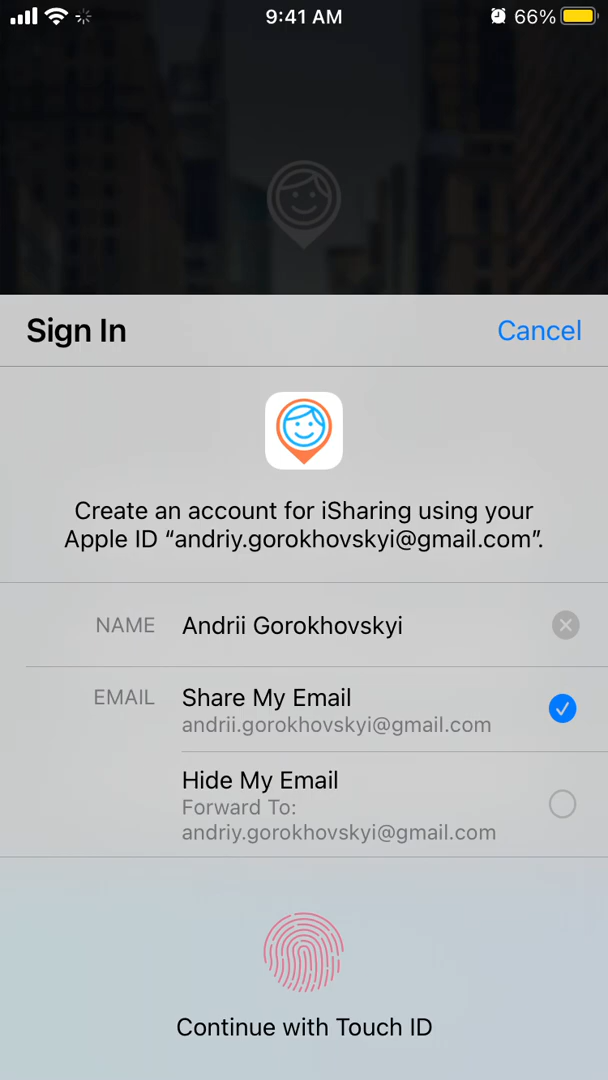 9:41 AM
66%
Sign In
Cancel
Create an account for iSharing using your
Apple ID “andriy.gorokhovskyi@gmail.com”.
NAME Andrii Gorokhovskyi
EMAIL Share My Email
andrii.gorokhovskyi@gmail.com
Hide My Email
Forward To:
andriy.gorokhovskyi@gmail.com
Continue with Touch ID